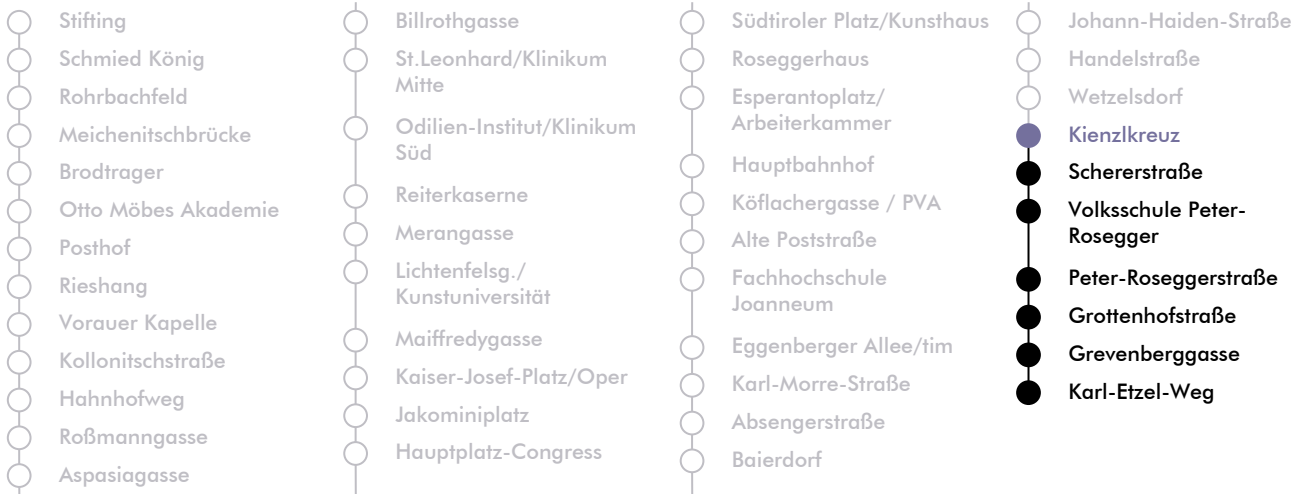 Stifting
Schmied König
Rohrbachfeld
Meichenitschbrücke
Brodtrager
Otto Möbes Akademie
Posthof
Rieshang
Vorauer Kapelle
Kollonitschstraße
Hahnhofweg
Roßmanngasse
Aspasiagasse
Billrothgasse
St.Leonhard/Klinikum
Mitte
Odilien-Institut/Klinikum
Süd
Reiterkaserne
Merangasse
Lichtenfelsg./
Kunstuniversität
Maiffredygasse
Kaiser-Josef-Platz/Oper
Jakominiplatz
Hauptplatz-Congress
Südtiroler Platz/Kunsthaus
Roseggerhaus
Esperantoplatz/
Arbeiterkammer
Hauptbahnhof
Köflachergasse / PVA
Alte Poststraße
Fachhochschule
Joanneum
Eggenberger Allee/tim
Karl-Morre-Straße
Absengerstraße
Baierdorf
Johann-Haiden-Straße
Handelstraße
Wetzelsdorf
Kienzlkreuz
Schererstraße
Volksschule Peter-
Rosegger
Peter-Roseggerstraße
Grottenhofstraße
Grevenberggasse
Karl-Etzel-Weg